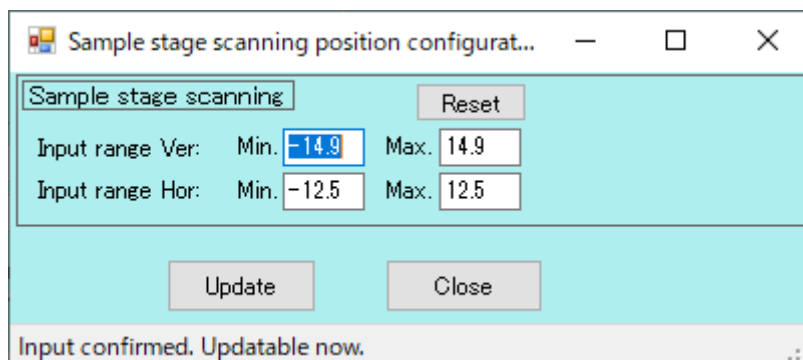 Sample stage scanning position configurat...
Sample stage scanning
Reset
Input range Ver: Min. -14.9 Max. 14.9
Input range Hor: Min. -12.5 Max. 12.5
Update Close
Input confirmed. Updatable now.